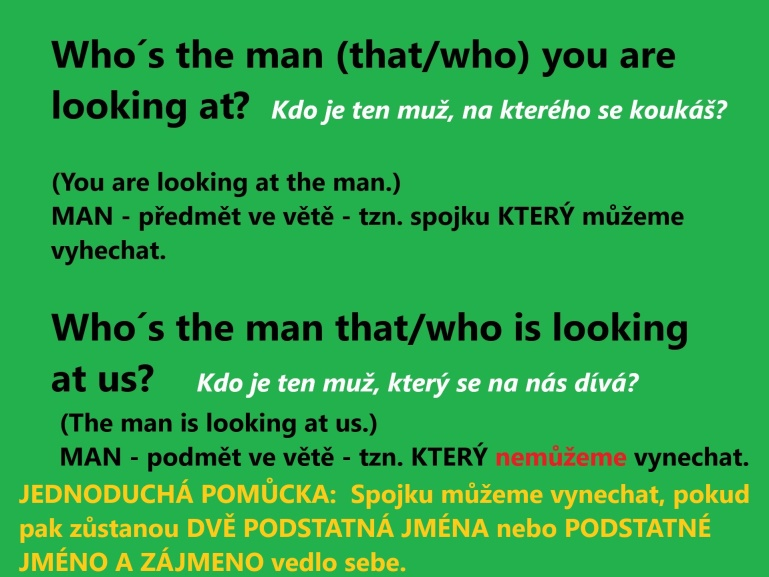 Who´s the man (that/who) you are
looking at? Kdo je ten muž, na kterého se koukáš?
(You are looking at the man.)
MAN - předmět ve větě - tzn. spojku KTERÝ můžeme
vyhechat.
Who´s the man that/who is looking
at us? Kdo je ten muž, který se na nás dívá?
(The man is looking at us.)
MAN - podmět ve větě - tzn. KTERÝ nemůžeme vynechat.
JEDNODUCHÁ POMŮCKA: Spojku můžeme vynechat, pokud
pak zůstanou DVĚ PODSTATNÁ JMÉNA nebo PODSTATNÉ
JMÉNO A ZÁJMENO vedlo sebe.